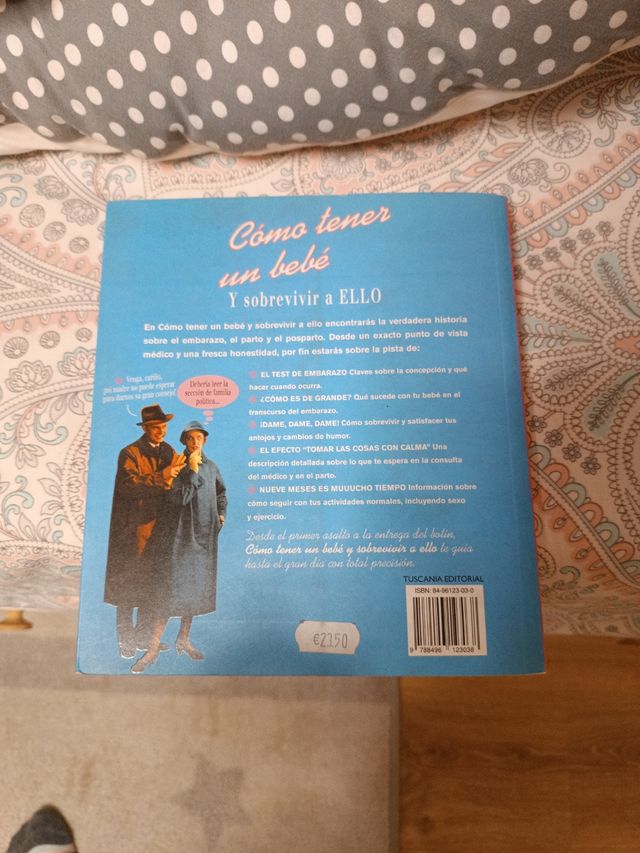 Cómo tener
un bebé
Y sobrevivir a ELLO
En Cómo tener un bebé y sobrevivir a ello encontrarás la verdadera historia
sobre el embarazo, el parto y el posparto. Desde un exacto punto de vista
médico y una fresca honestidad, por fin estarás sobre la pista de:
Venga, cariño,
¡mi madre no puede esperar
para darnos su gran consejo!
Debería leer la
sección de familia
política...
EL TEST DE EMBARAZO Claves sobre la concepción y qué
hacer cuando ocurra.
¿CÓMO ES DE GRANDE? Qué sucede con tu bebé en el
transcurso del embarazo.
¡DAME, DAME, DAME! Cómo sobrevivir y satisfacer tus
antojos y cambios de humor.
EL EFECTO "TOMAR LAS COSAS CON CALMA" Una
descripción detallada sobre lo que te espera en la consulta
del médico y en el parto.
NUEVE MESES ES MUUUCHO TIEMPO Información sobre
cómo seguir con tus actividades normales, incluyendo sexo
y ejercicio.
Desde el primer asalto a la entrega del botín,
Cómo tener un bebé y sobrevivir a ello te guía
hasta el gran día con total precisión.
TUSCANIA EDITORIAL
ISBN: 84-96123-03-0
9 788496 123038
€23,50